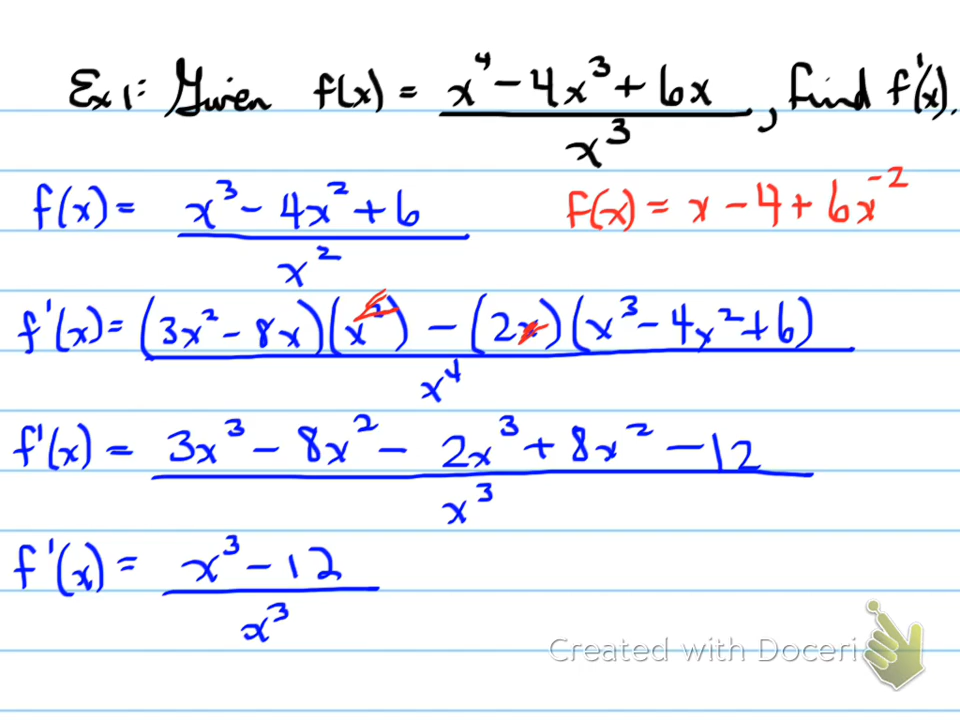 Ex 1: Given f(x) = (x⁴ - 4x³ + 6x)/x³, find f'(x).
f(x) = (x³ - 4x² + 6)/x²   f(x) = x - 4 + 6x⁻²
f'(x) = ((3x² - 8x)(x²) - (2x)(x³ - 4x² + 6))/x⁴
f'(x) = (3x³ - 8x² - 2x³ + 8x² - 12)/x³
f'(x) = (x³ - 12)/x³
Created with Doceri